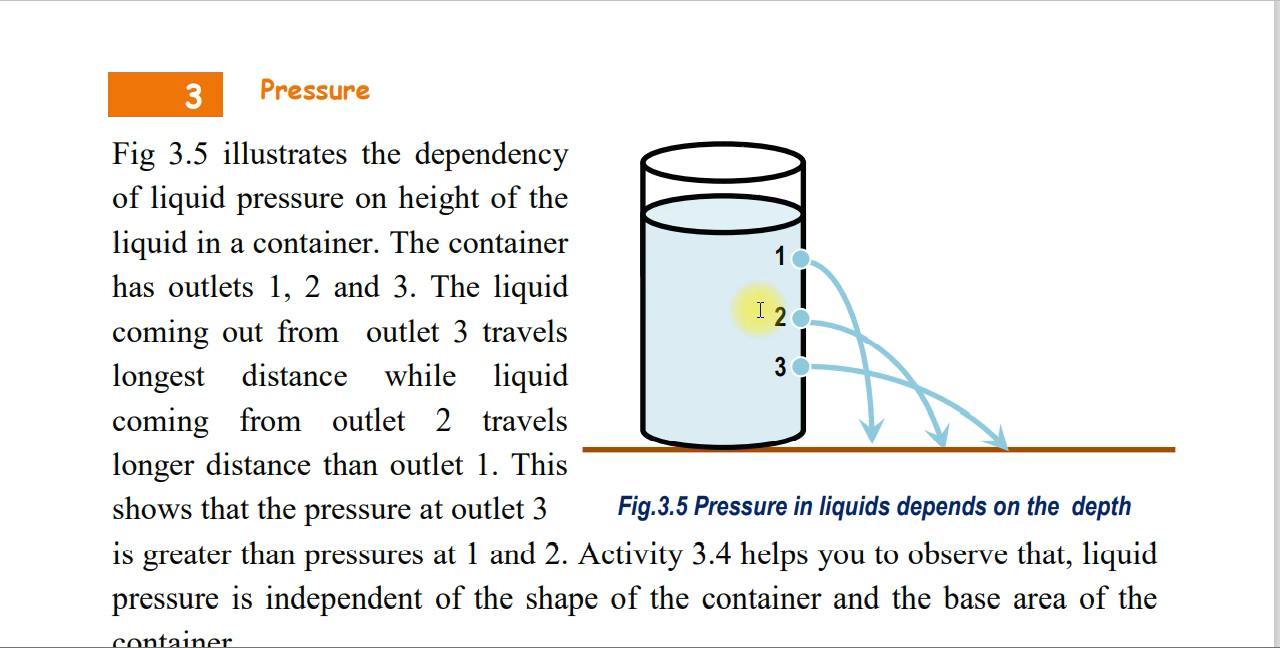 3 Pressure
Fig 3.5 illustrates the dependency
of liquid pressure on height of the
liquid in a container. The container
has outlets 1, 2 and 3. The liquid
coming out from outlet 3 travels
longest distance while liquid
coming from outlet 2 travels
longer distance than outlet 1. This
shows that the pressure at outlet 3
is greater than pressures at 1 and 2. Activity 3.4 helps you to observe that, liquid
pressure is independent of the shape of the container and the base area of the
container
1
2
3
Fig.3.5 Pressure in liquids depends on the depth